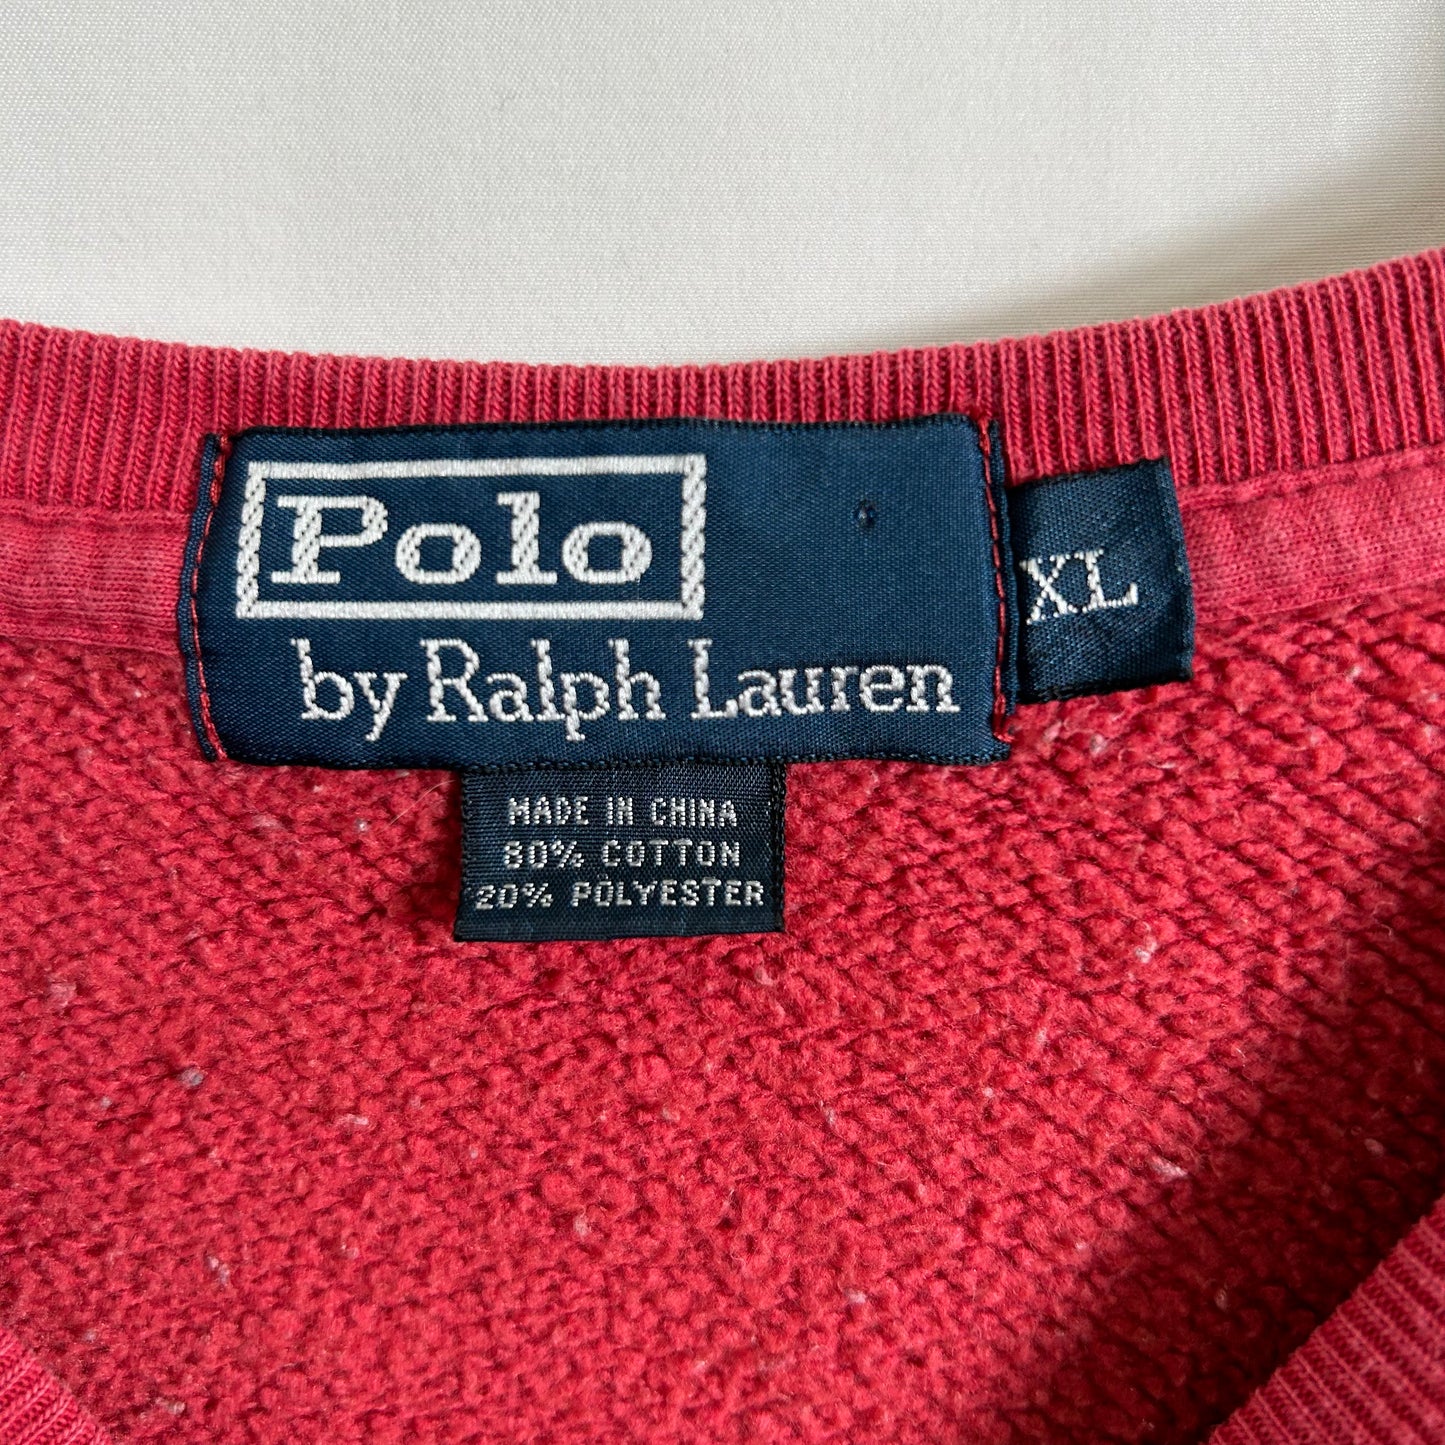 Polo
by Ralph Lauren
XL
MADE IN CHINA
80% COTTON
20% POLYESTER